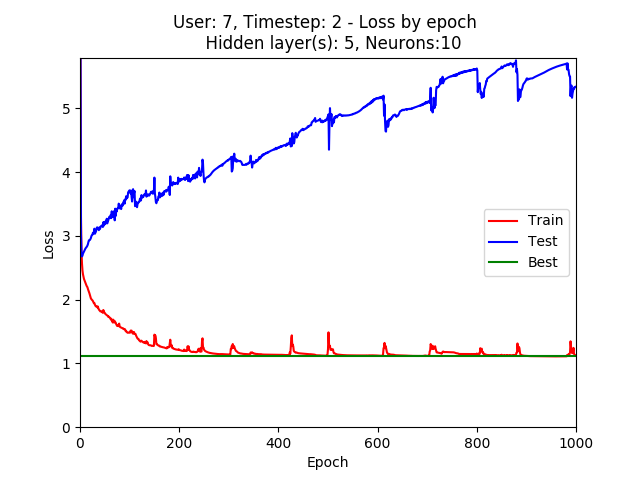 User: 7, Timestep: 2 - Loss by epoch
Hidden layer(s): 5, Neurons:10
5
4
3
2
1
0
Loss
Train
Test
Best
0 200 400 600 800 1000
Epoch